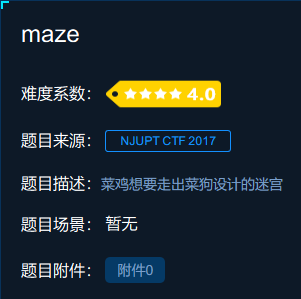 maze
难度系数： 4.0
题目来源： NJUPT CTF 2017
题目描述： 菜鸡想要走出菜狗设计的迷宫
题目场景： 暂无
题目附件： 附件0